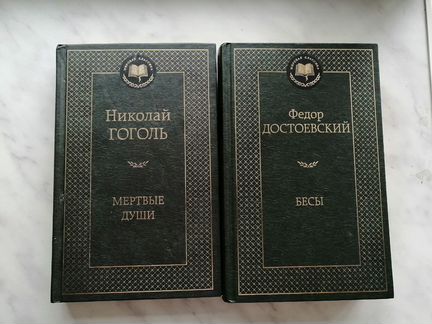 Николай
ГОГОЛЬ
МЕРТВЫЕ
ДУШИ
Федор
ДОСТОЕВСКИЙ
БЕСЫ